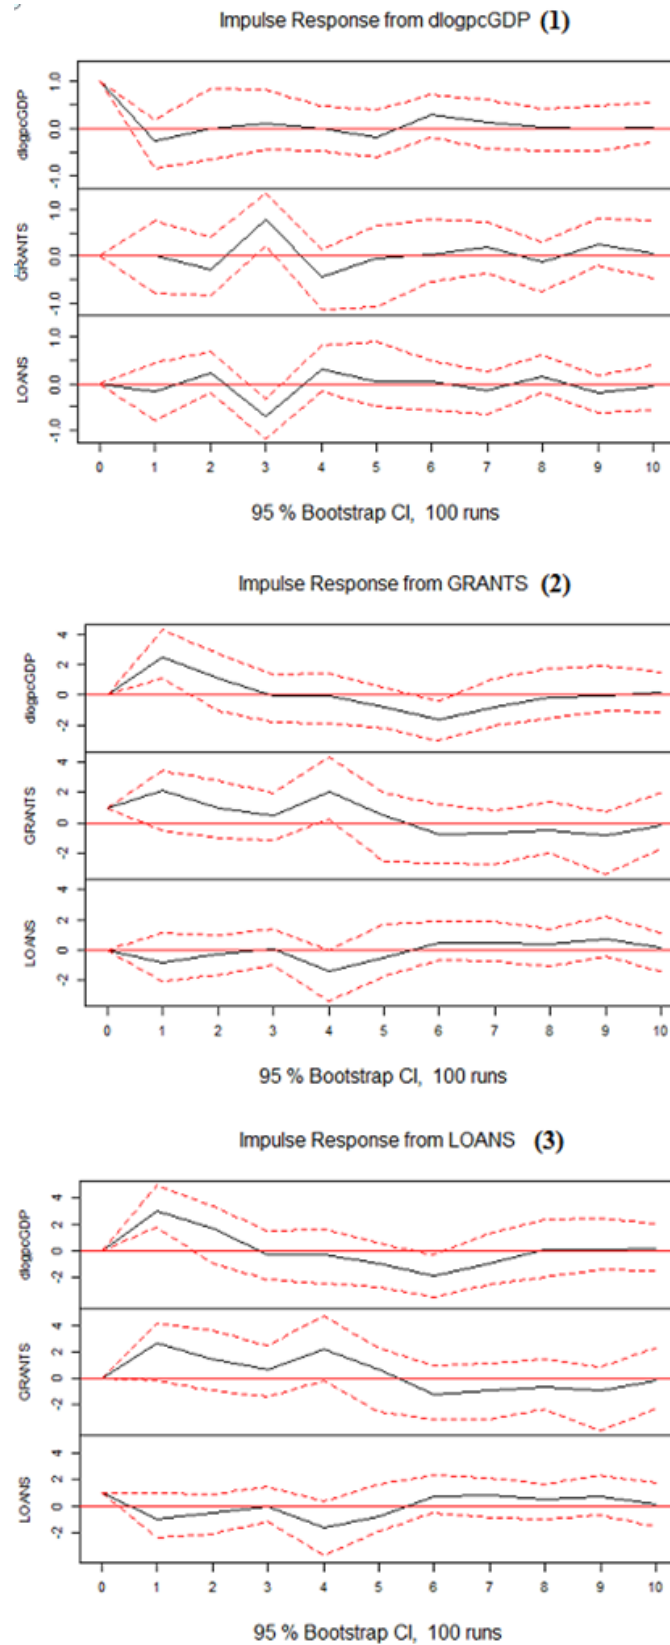 Impulse Response from dlogpcGDP (1)
dlogpcGDP
-1.0 0.0 1.0
GRANTS
-1.0 0.0 1.0
LOANS
-1.0 0.0 1.0
0 1 2 3 4 5 6 7 8 9 10
95 % Bootstrap CI, 100 runs
Impulse Response from GRANTS (2)
dlogpcGDP
-2 0 2 4
GRANTS
-2 0 2 4
LOANS
-2 0 2 4
0 1 2 3 4 5 6 7 8 9 10
95 % Bootstrap CI, 100 runs
Impulse Response from LOANS (3)
dlogpcGDP
-2 0 2 4
GRANTS
-2 0 2 4
LOANS
-2 0 2 4
0 1 2 3 4 5 6 7 8 9 10
95 % Bootstrap CI, 100 runs